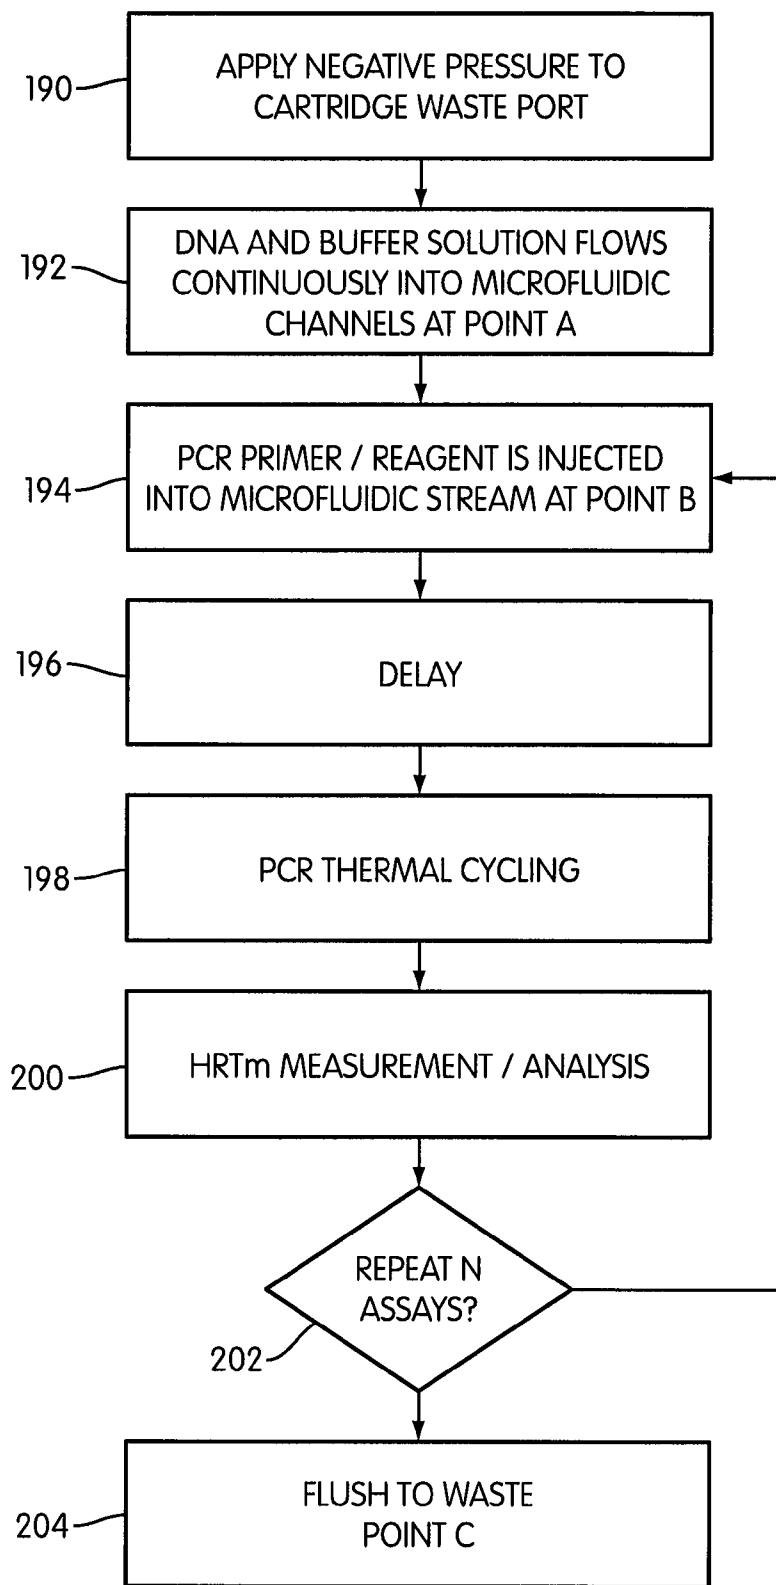 190
APPLY NEGATIVE PRESSURE TO
CARTRIDGE WASTE PORT
192
DNA AND BUFFER SOLUTION FLOWS
CONTINUOUSLY INTO MICROFLUIDIC
CHANNELS AT POINT A
194
PCR PRIMER / REAGENT IS INJECTED
INTO MICROFLUIDIC STREAM AT POINT B
196
DELAY
198
PCR THERMAL CYCLING
200
HRTm MEASUREMENT / ANALYSIS
REPEAT N
ASSAYS?
202
204
FLUSH TO WASTE
POINT C